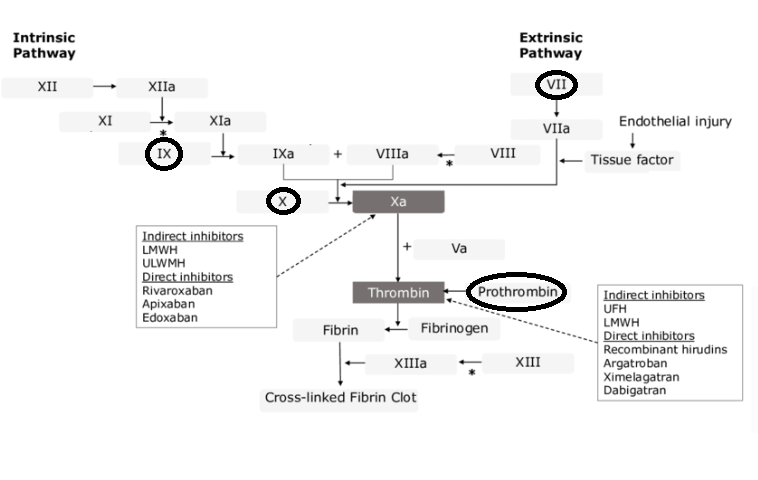 Intrinsic
Pathway
Extrinsic
Pathway
XII
XIIa
VII
XI
XIa
VIIa
Endothelial injury
*
IX
IXa
+
VIIIa
*
VIII
Tissue factor
X
Xa
Indirect inhibitors
LMWH
ULWMH
Direct inhibitors
Rivaroxaban
Apixaban
Edoxaban
+
Va
Thrombin
Prothrombin
Indirect inhibitors
UFH
LMWH
Direct inhibitors
Recombinant hirudins
Argatroban
Ximelagatran
Dabigatran
Fibrin
Fibrinogen
XIIIa
*
XIII
Cross-linked Fibrin Clot